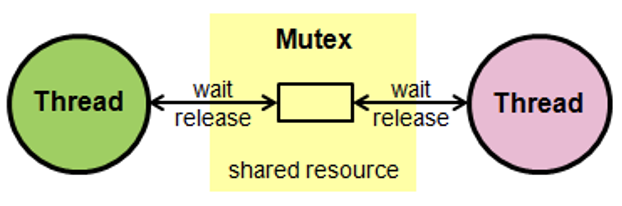 Mutex
Thread
wait
release
wait
release
Thread
shared resource